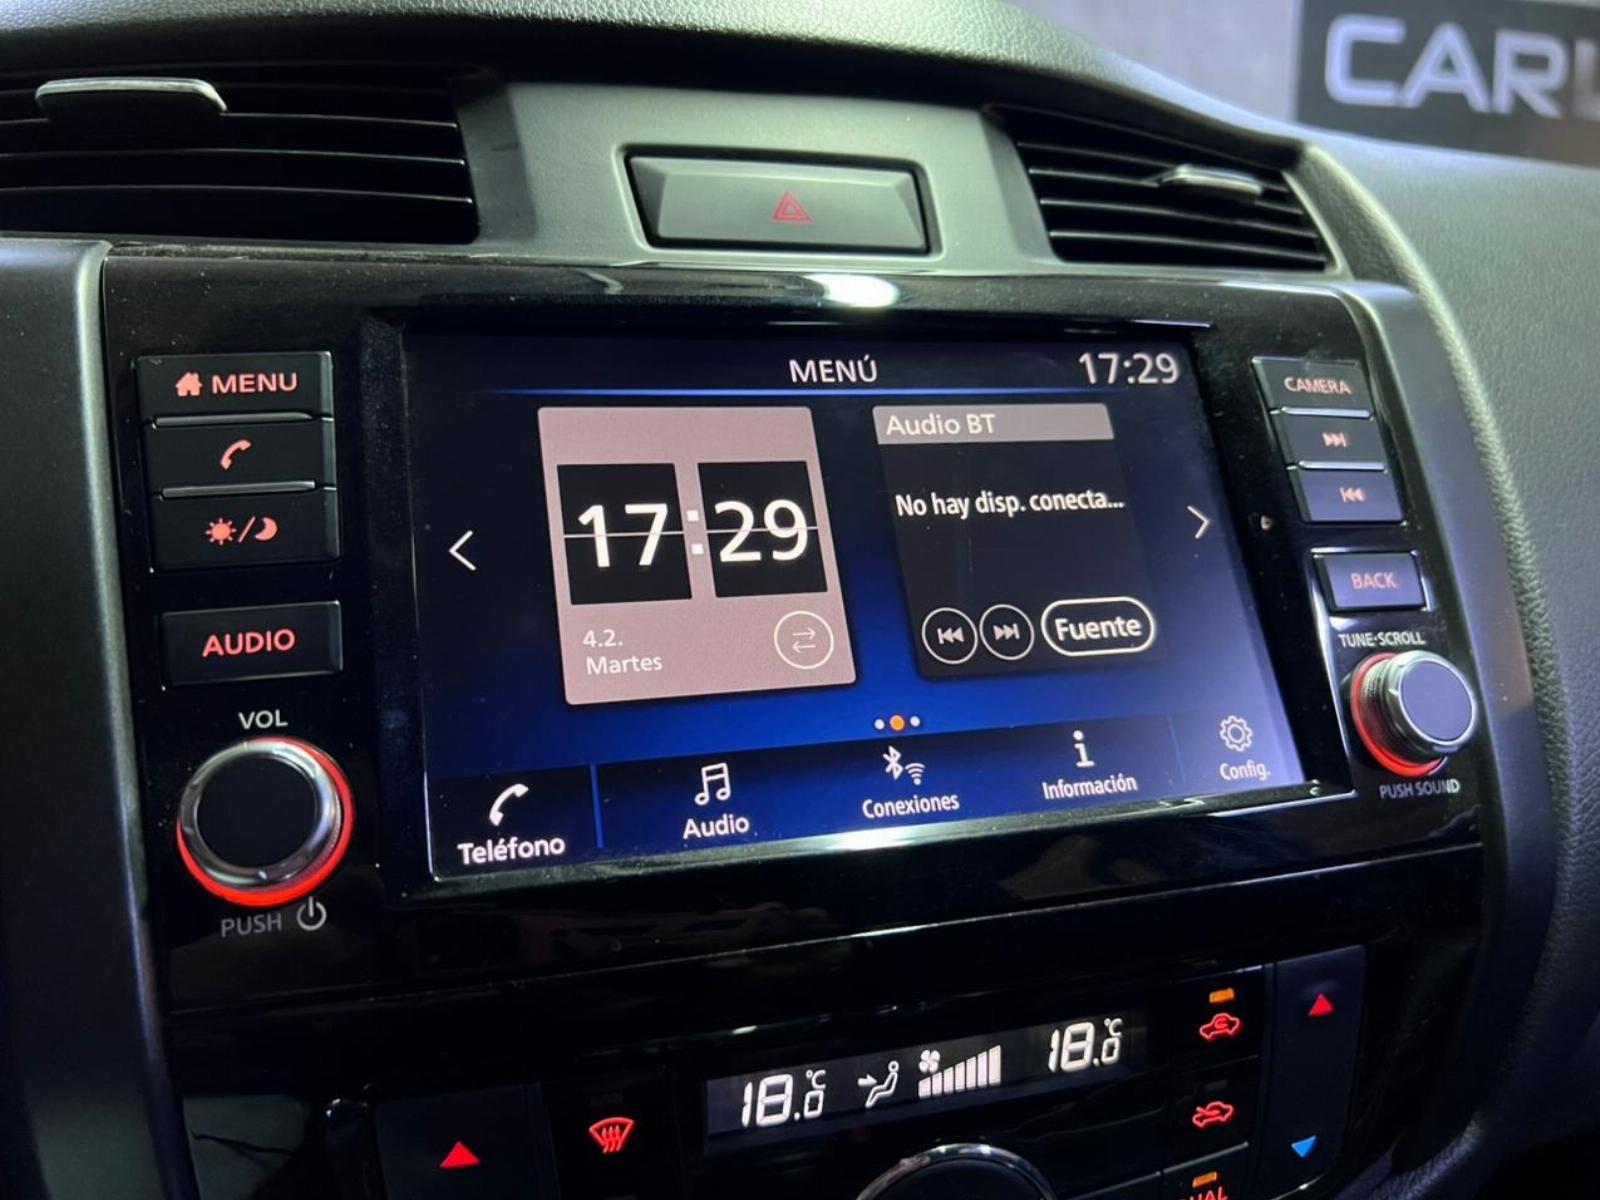 CAR
MENU
MENÚ
17:29
CAMERA
17:29
Audio BT
No hay disp. conecta...
4.2.
Martes
Fuente
AUDIO
BACK
TUNE·SCROLL
VOL
PUSH SOUND
Teléfono
Audio
Conexiones
Información
Config.
PUSH
18.0°C
18.0°C